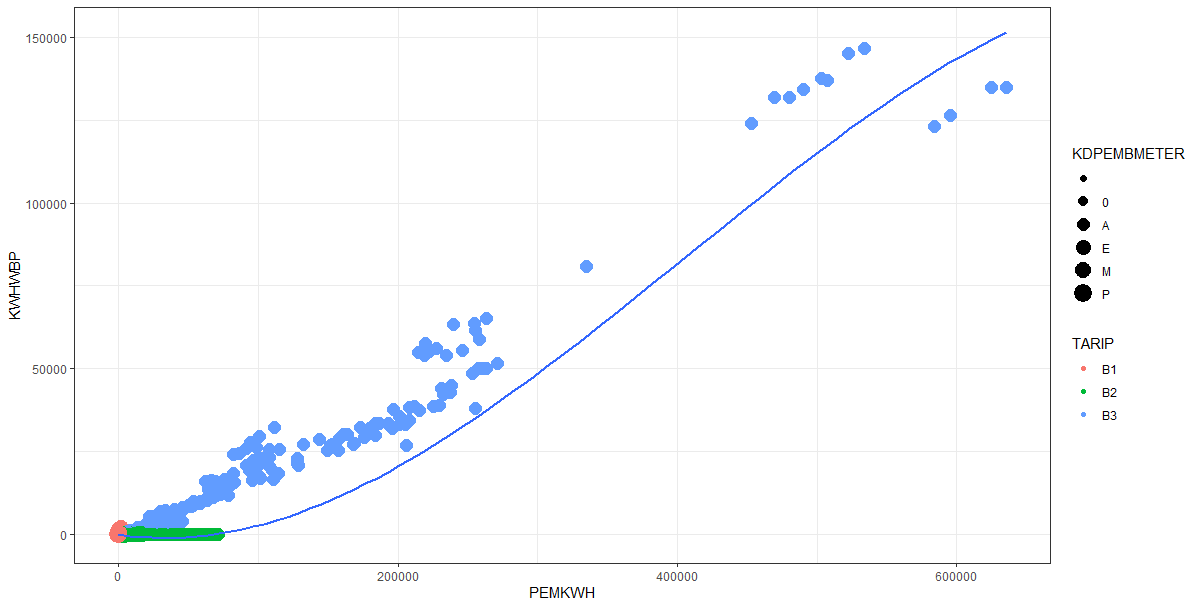 150000
100000
50000
0
KWHWBP
0
200000
400000
600000
PEMKWH
KDPEMBMETER
0
A
E
M
P
TARIP
B1
B2
B3